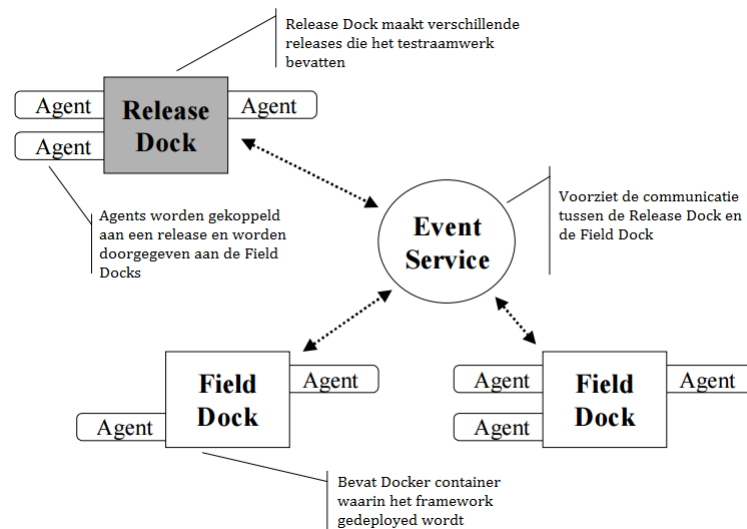 Release Dock maakt verschillende
releases die het testraamwerk
bevatten
Agent
Release
Dock
Agent
Agent
Agents worden gekoppeld
aan een release en worden
doorgegeven aan de Field
Docks
Event
Service
Voorziet de communicatie
tussen de Release Dock en
de Field Dock
Field
Dock
Agent
Agent
Agent
Field
Dock
Agent
Agent
Bevat Docker container
waarin het framework
gedeployed wordt